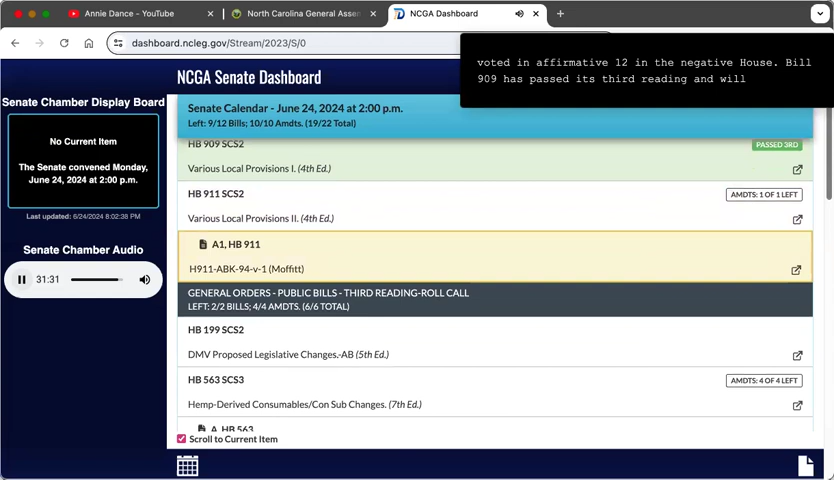 Annie Dance - YouTube
North Carolina General Assem
NCGA Dashboard
dashboard.ncleg.gov/Stream/2023/S/0
voted in affirmative 12 in the negative House. Bill
909 has passed its third reading and will
NCGA Senate Dashboard
Senate Chamber Display Board
No Current Item
The Senate convened Monday,
June 24, 2024 at 2:00 p.m.
Last updated: 6/24/2024 8:02:38 PM
Senate Chamber Audio
31:31
Senate Calendar - June 24, 2024 at 2:00 p.m.
Left: 9/12 Bills; 10/10 Amdts. (19/22 Total)
HB 909 SCS2
PASSED 3RD
Various Local Provisions I. (4th Ed.)
HB 911 SCS2
AMDTS: 1 OF 1 LEFT
Various Local Provisions II. (4th Ed.)
A1, HB 911
H911-ABK-94-v-1 (Moffitt)
GENERAL ORDERS - PUBLIC BILLS - THIRD READING-ROLL CALL
LEFT: 2/2 BILLS; 4/4 AMDTS. (6/6 TOTAL)
HB 199 SCS2
DMV Proposed Legislative Changes.-AB (5th Ed.)
HB 563 SCS3
AMDTS: 4 OF 4 LEFT
Hemp-Derived Consumables/Con Sub Changes. (7th Ed.)
A, HB 563
Scroll to Current Item